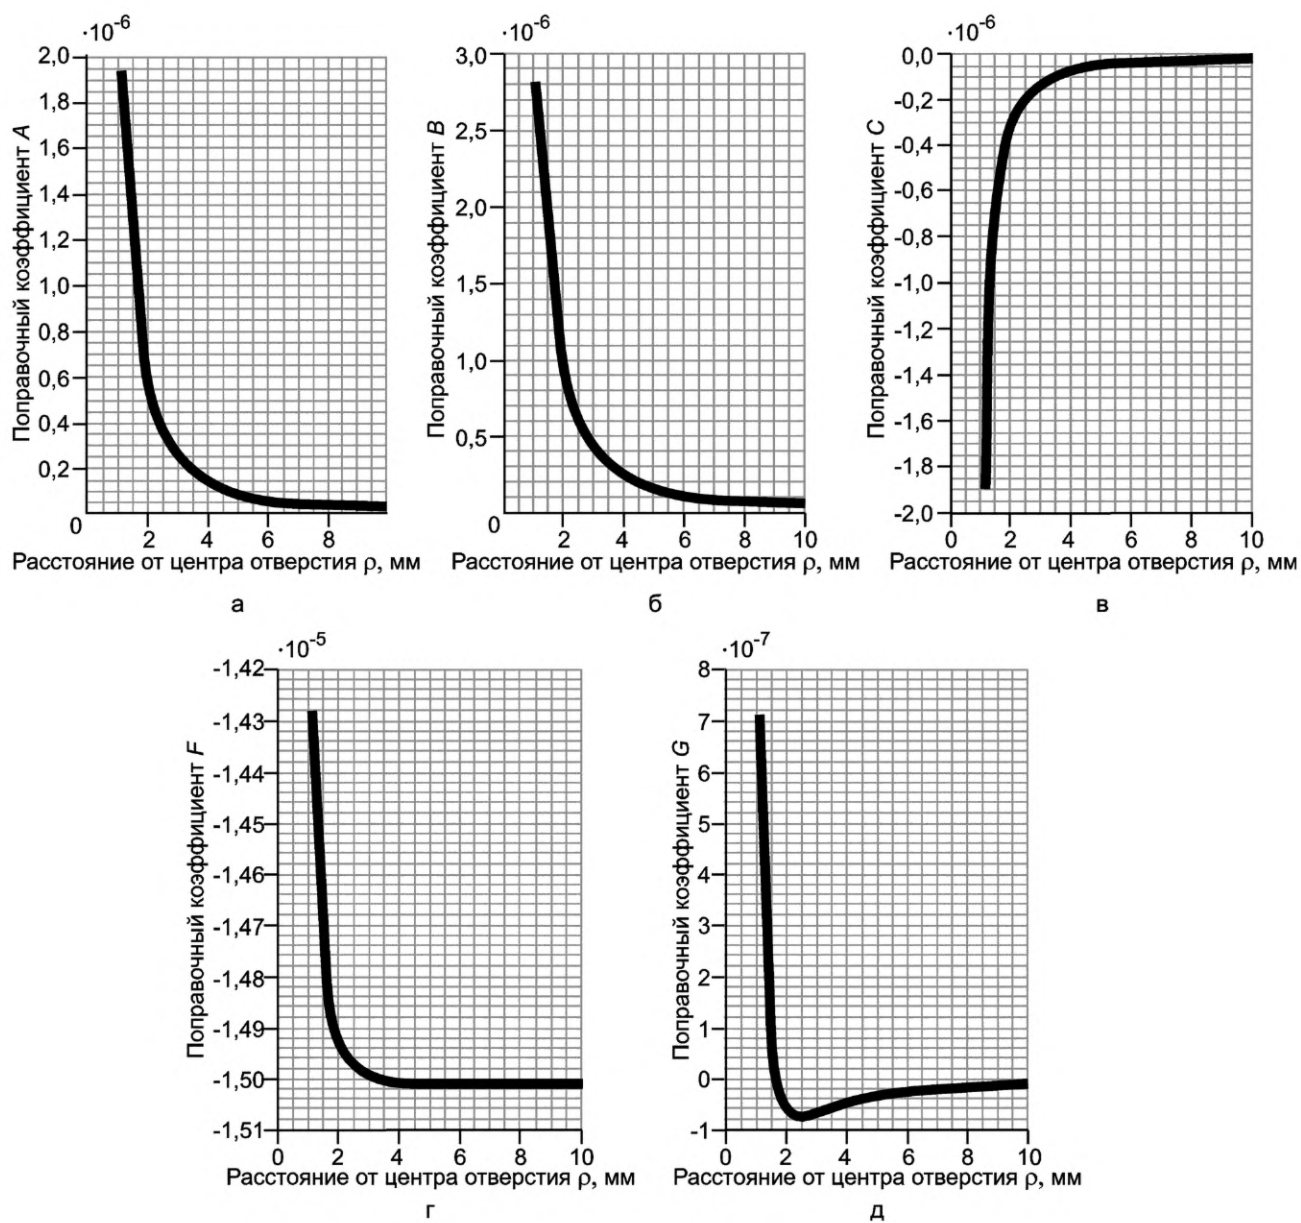 ·10-6
2,0
1,8
1,6
1,4
1,2
1,0
0,8
0,6
0,4
0,2
0
2 4 6 8
Поправочный коэффициент A
Расстояние от центра отверстия ρ, мм
а
·10-6
3,0
2,5
2,0
1,5
1,0
0,5
0
2 4 6 8 10
Поправочный коэффициент B
Расстояние от центра отверстия ρ, мм
б
·10-6
0,0
-0,2
-0,4
-0,6
-0,8
-1,0
-1,2
-1,4
-1,6
-1,8
-2,0
0 2 4 6 8 10
Поправочный коэффициент C
Расстояние от центра отверстия ρ, мм
в
·10-5
-1,42
-1,43
-1,44
-1,45
-1,46
-1,47
-1,48
-1,49
-1,50
-1,51
0 2 4 6 8 10
Поправочный коэффициент F
Расстояние от центра отверстия ρ, мм
г
·10-7
8
7
6
5
4
3
2
1
0
-1
0 2 4 6 8 10
Поправочный коэффициент G
Расстояние от центра отверстия ρ, мм
д